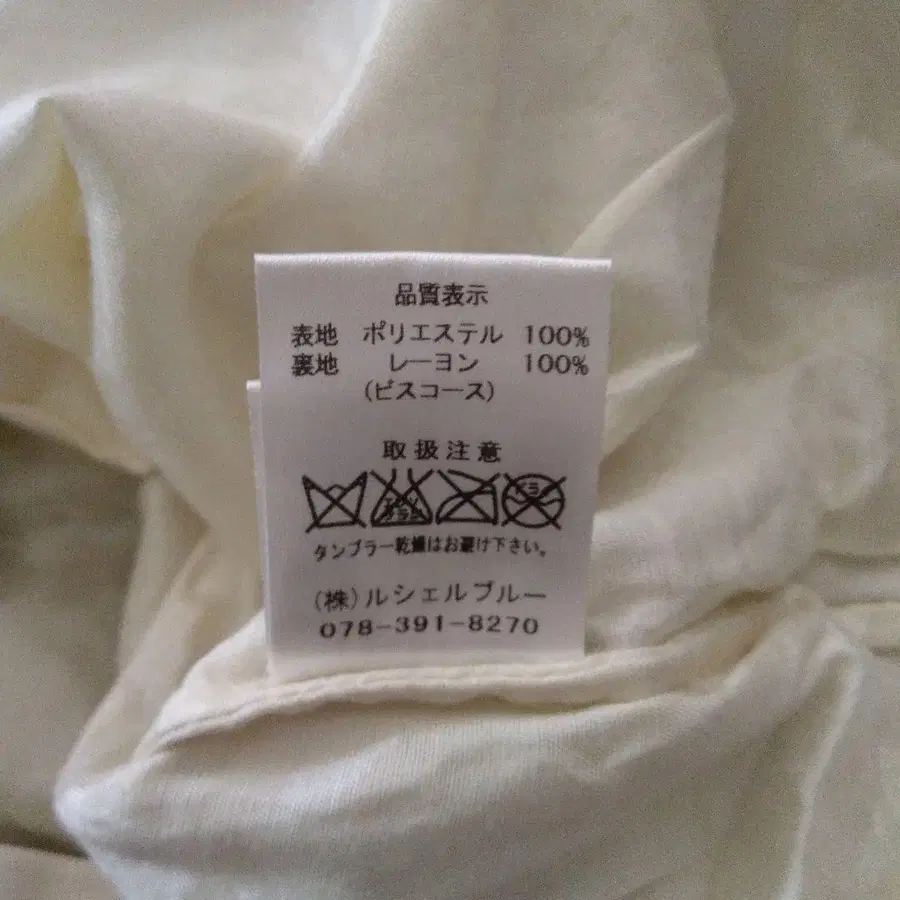 品質表示
表地 ポリエステル 100%
裏地 レーヨン 100%
(ビスコース)
取扱注意
タンブラー乾燥はお避け下さい。
(株)ルシェルブルー
078-391-8270